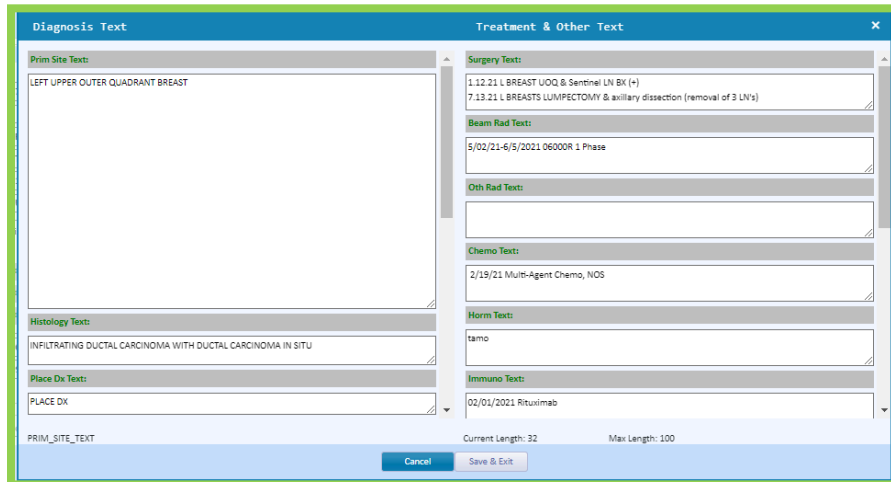 Diagnosis Text
Treatment & Other Text
×
Prim Site Text:
LEFT UPPER OUTER QUADRANT BREAST
Histology Text:
INFILTRATING DUCTAL CARCINOMA WITH DUCTAL CARCINOMA IN SITU
Place Dx Text:
PLACE DX
Surgery Text:
1.12.21 L BREAST UOQ & Sentinel LN BX (+)
7.13.21 L BREASTS LUMPECTOMY & axillary dissection (removal of 3 LN's)
Beam Rad Text:
5/02/21-6/5/2021 06000R 1 Phase
Oth Rad Text:
Chemo Text:
2/19/21 Multi-Agent Chemo, NOS
Horm Text:
tamo
Immuno Text:
02/01/2021 Rituximab
PRIM_SITE_TEXT
Current Length: 32
Max Length: 100
Cancel
Save & Exit